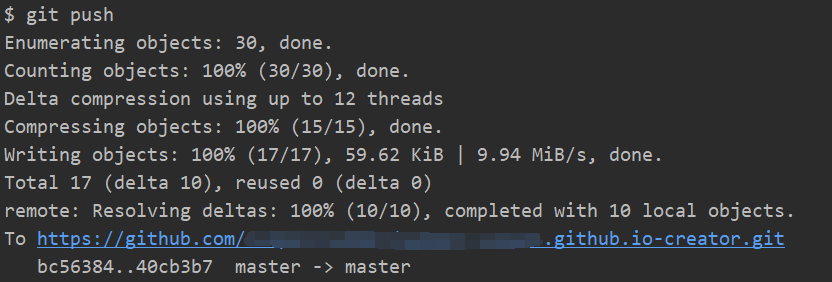 $ git push
Enumerating objects: 30, done.
Counting objects: 100% (30/30), done.
Delta compression using up to 12 threads
Compressing objects: 100% (15/15), done.
Writing objects: 100% (17/17), 59.62 KiB | 9.94 MiB/s, done.
Total 17 (delta 10), reused 0 (delta 0)
remote: Resolving deltas: 100% (10/10), completed with 10 local objects.
To https://github.com/ .github.io-creator.git
bc56384..40cb3b7  master -> master